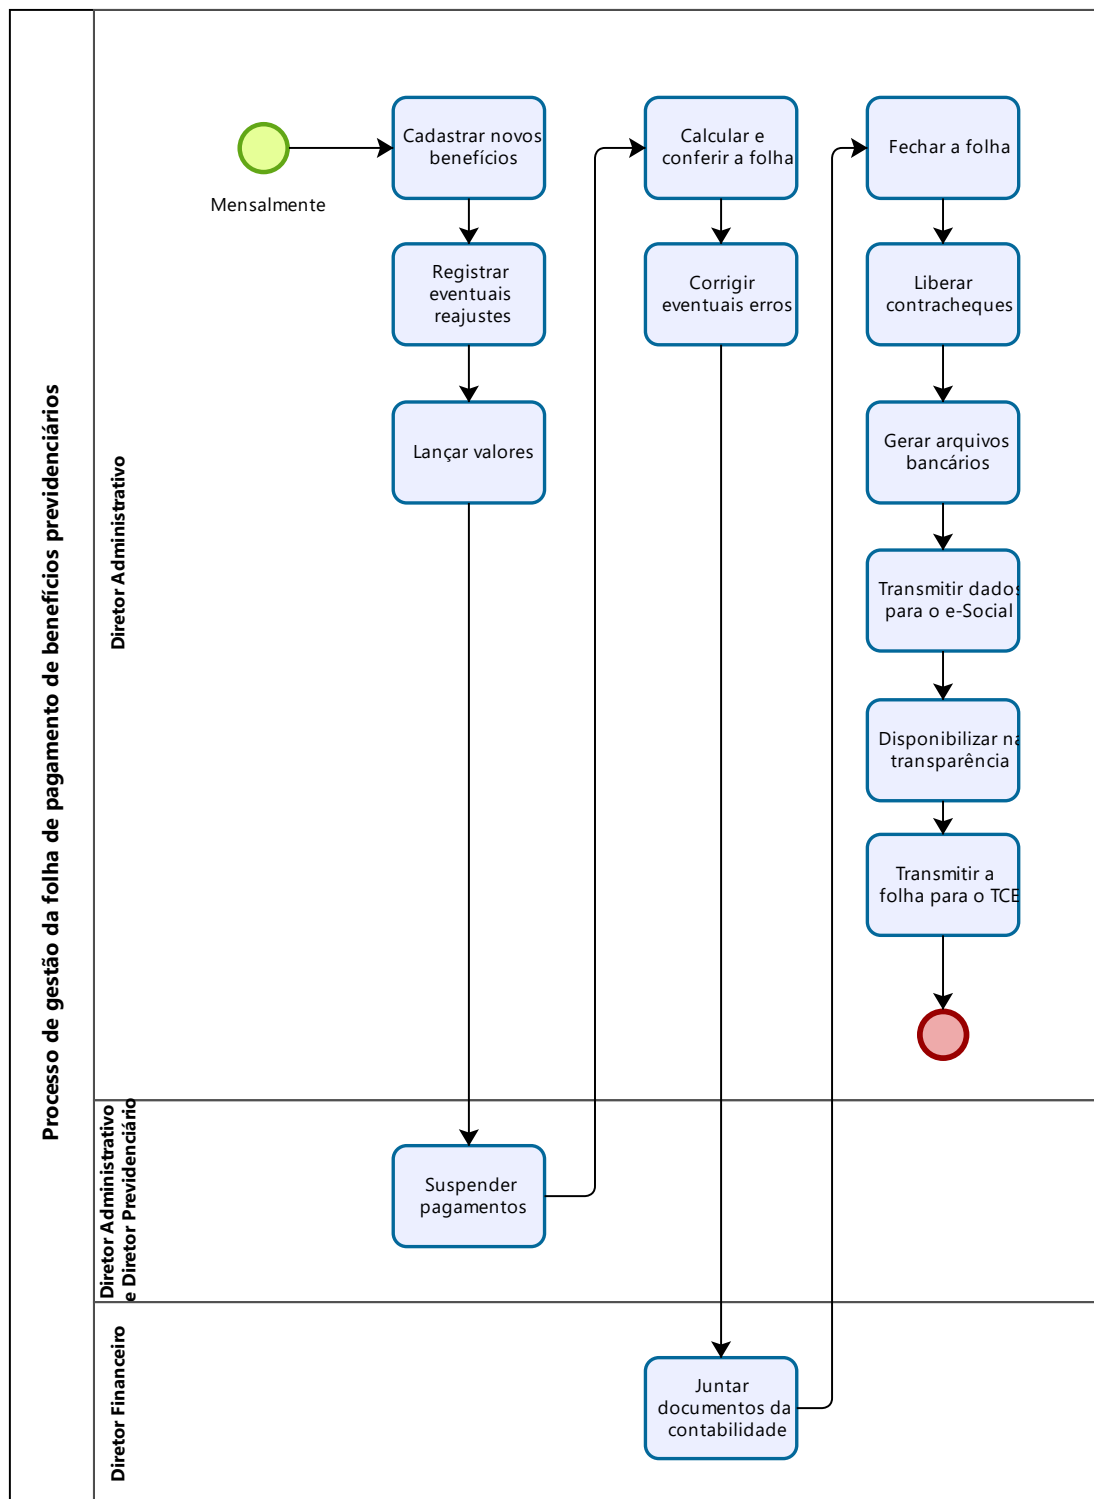 Processo de gestão da folha de pagamento de benefícios previdenciários
Diretor Administrativo
Mensalmente
Cadastrar novos
benefícios
Registrar
eventuais
reajustes
Lançar valores
Calcular e
conferir a folha
Corrigir
eventuais erros
Fechar a folha
Liberar
contracheques
Gerar arquivos
bancários
Transmitir dados
para o e-Social
Disponibilizar na
transparência
Transmitir a
folha para o TCE
Diretor Administrativo
e Diretor Previdenciário
Suspender
pagamentos
Diretor Financeiro
Juntar
documentos da
contabilidade